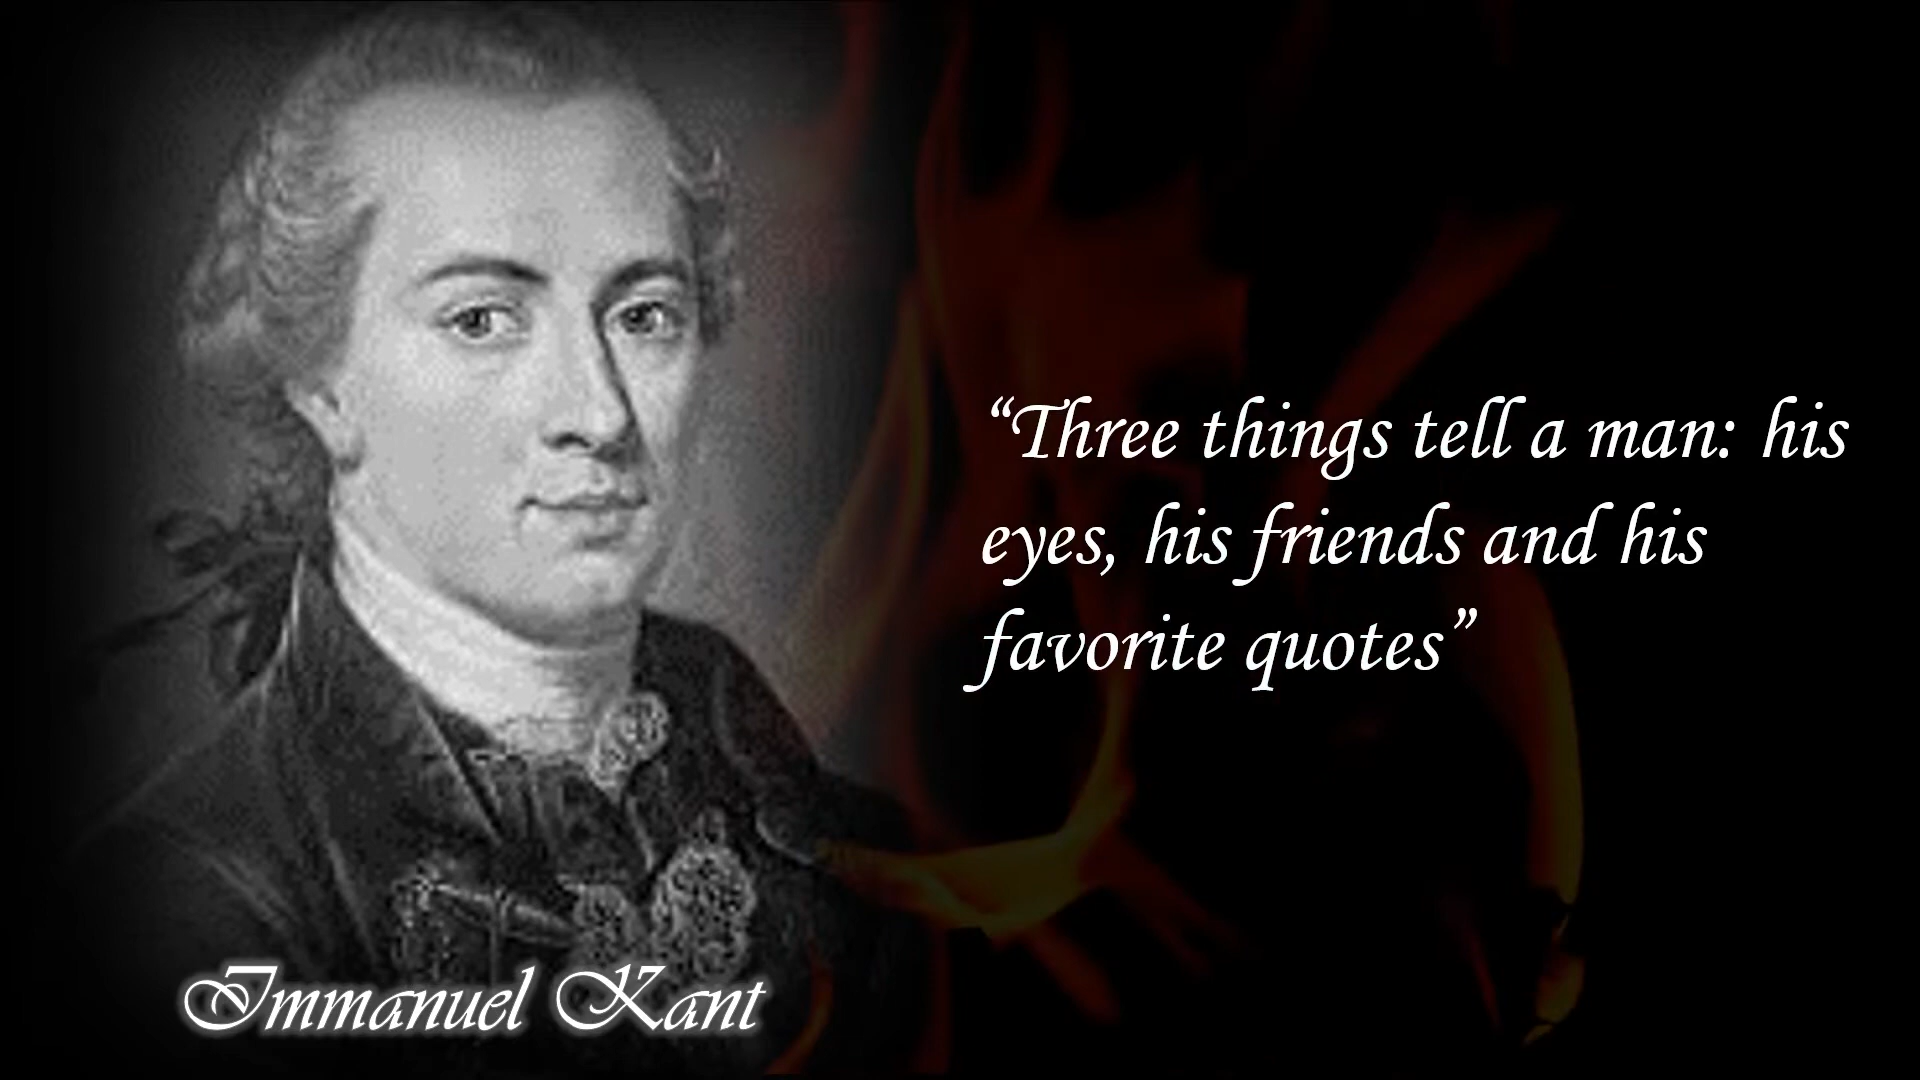 “Three things tell a man: his
eyes, his friends and his
favorite quotes”
Immanuel Kant